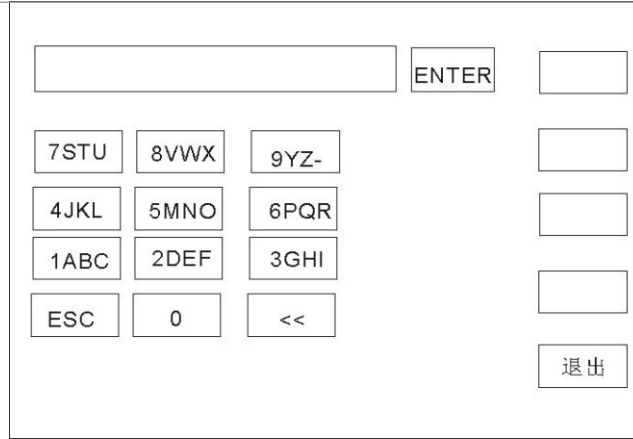 ENTER
7STU 8VWX 9YZ-
4JKL 5MNO 6PQR
1ABC 2DEF 3GHI
ESC 0 <<
退出